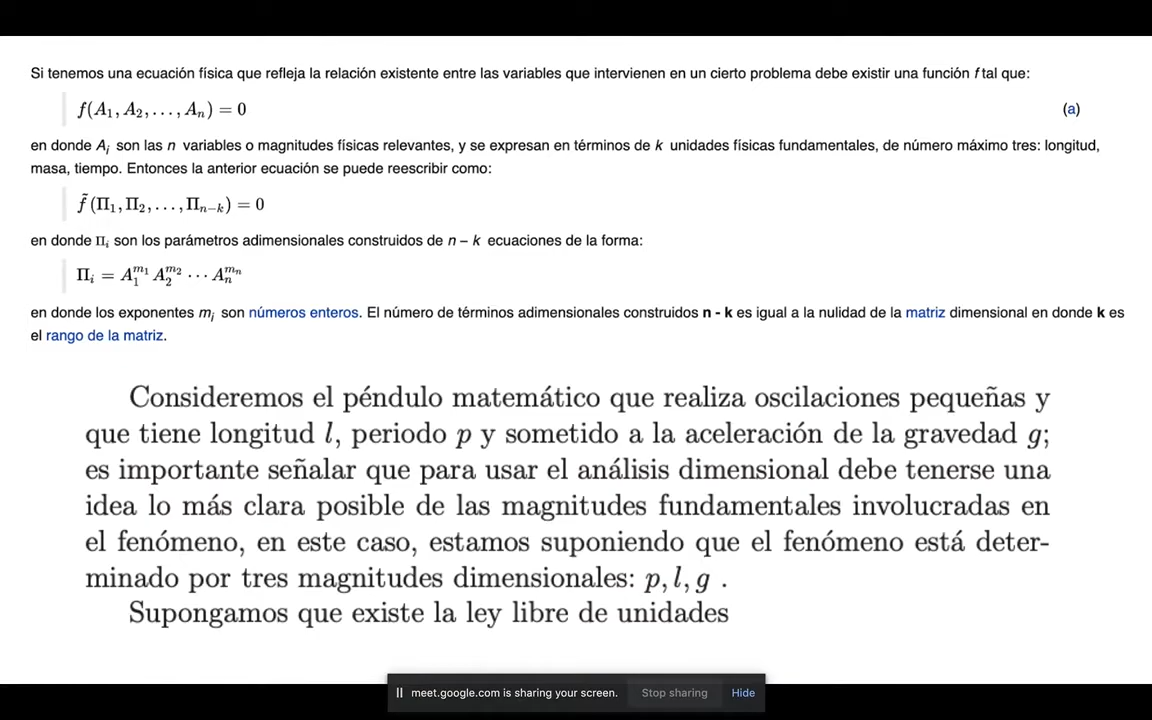 Si tenemos una ecuación física que refleja la relación existente entre las variables que intervienen en un cierto problema debe existir una función f tal que:
f(A₁, A₂, . . . , Aₙ) = 0 (a)
en donde Aᵢ son las n variables o magnitudes físicas relevantes, y se expresan en términos de k unidades físicas fundamentales, de número máximo tres: longitud,
masa, tiempo. Entonces la anterior ecuación se puede reescribir como:
f̃ (Π₁, Π₂, . . . , Πₙ₋ₖ) = 0
en donde Πᵢ son los parámetros adimensionales construidos de n − k ecuaciones de la forma:
Πᵢ = A₁^{m₁} A₂^{m₂} ⋯ Aₙ^{mₙ}
en donde los exponentes mᵢ son números enteros. El número de términos adimensionales construidos n - k es igual a la nulidad de la matriz dimensional en donde k es
el rango de la matriz.
Consideremos el péndulo matemático que realiza oscilaciones pequeñas y
que tiene longitud l, periodo p y sometido a la aceleración de la gravedad g;
es importante señalar que para usar el análisis dimensional debe tenerse una
idea lo más clara posible de las magnitudes fundamentales involucradas en
el fenómeno, en este caso, estamos suponiendo que el fenómeno está deter-
minado por tres magnitudes dimensionales: p, l, g .
Supongamos que existe la ley libre de unidades
meet.google.com is sharing your screen. Stop sharing Hide